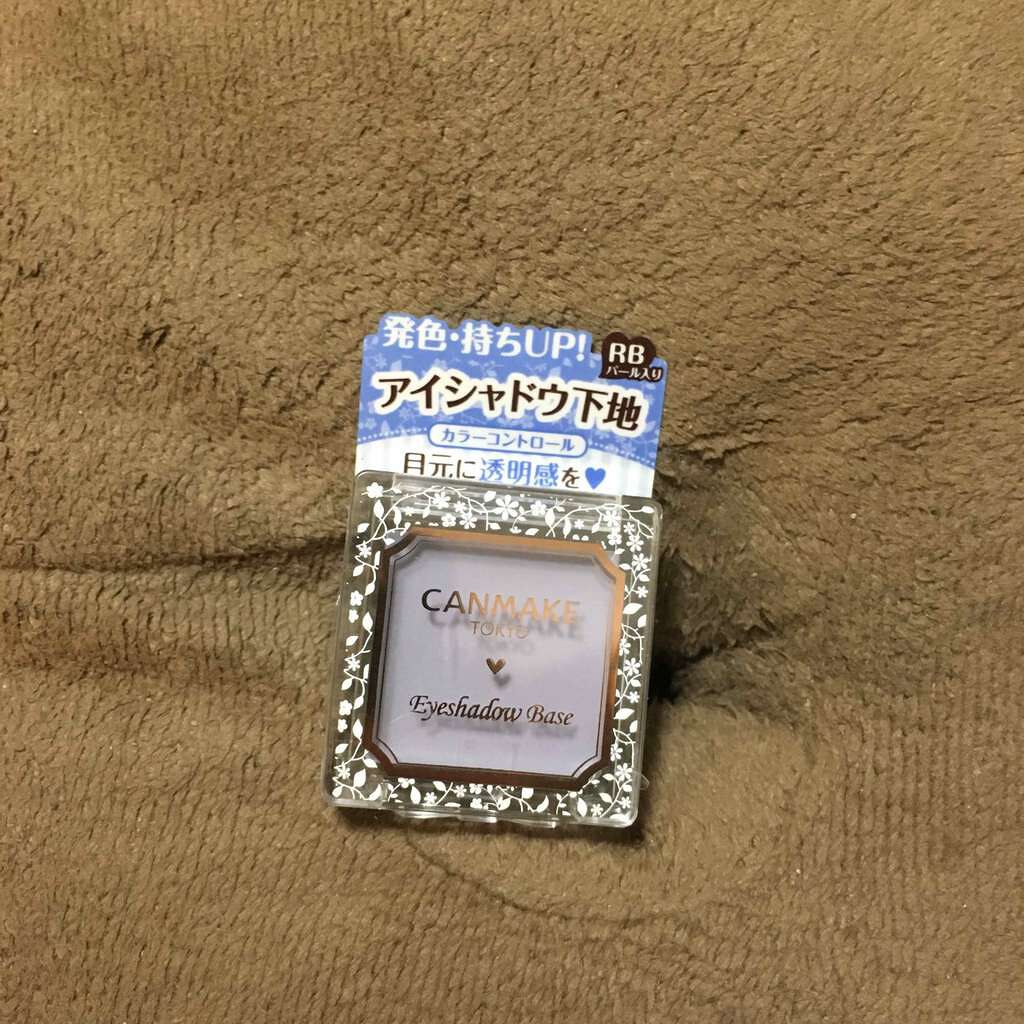 発色・持ちUP!
RB
パール入り
アイシャドウ下地
カラーコントロール
目元に透明感を♥
CANMAKE
TOKYO
Eyeshadow Base